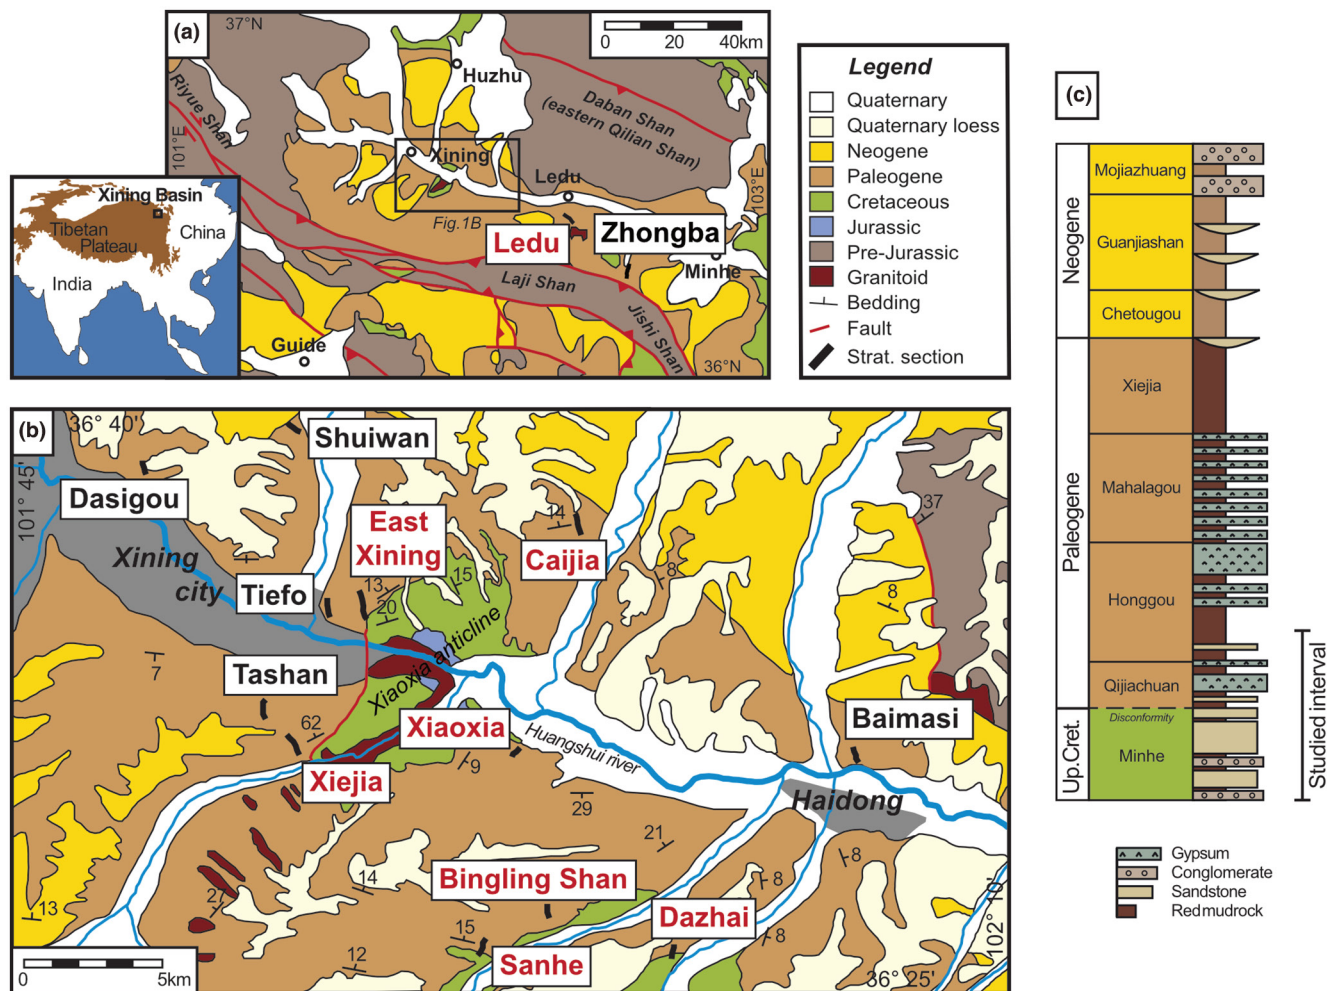 (a)
37°N
0 20 40km
Huzhu
Riyue Shan
Daban Shan
(eastern Qilian Shan)
101°E
Xining
Ledu
103°E
Fig.1B
Ledu
Zhongba
Minhe
Laji Shan
Jishi Shan
Guide
36°N
Xining Basin
Tibetan
Plateau
China
India
Legend
Quaternary
Quaternary loess
Neogene
Paleogene
Cretaceous
Jurassic
Pre-Jurassic
Granitoid
Bedding
Fault
Strat. section
(b)
36° 40'
101° 45'
Shuiwan
Dasigou
37
East
Xining
14
Caijia
Xining
city
13
15
8
Tiefo
20
8
Xiaoxia anticline
7
Tashan
62
Xiaoxia
9
Huangshui river
Baimasi
Xiejia
29
Haidong
21
8
14
Bingling Shan
8
27
Dazhai
13
15
8
12
Sanhe
102° 10'
36° 25'
0 5km
(c)
Neogene
Mojiazhuang
Guanjiashan
Chetougou
Paleogene
Xiejia
Mahalagou
Honggou
Qijiachuan
Up.Cret.
Disconformity
Minhe
Studied interval
Gypsum
Conglomerate
Sandstone
Red mudrock